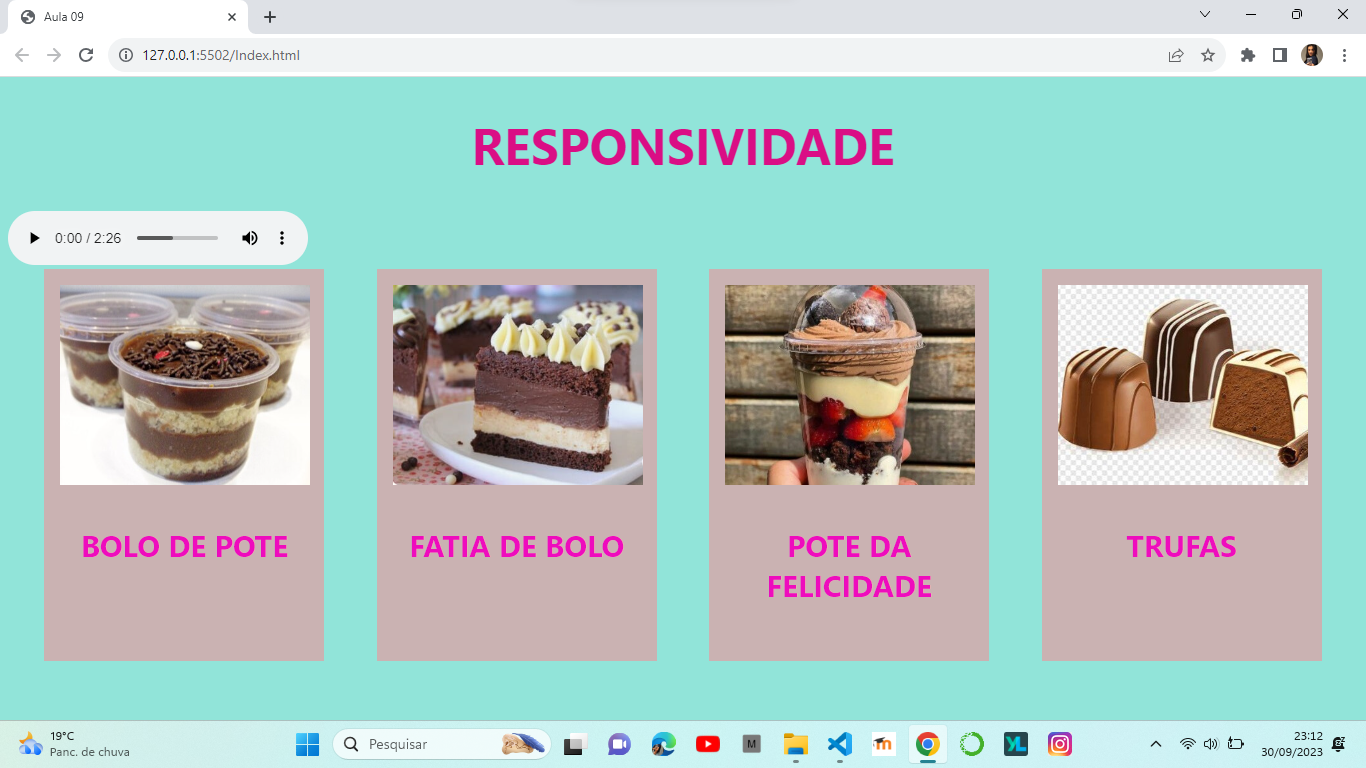 Aula 09
127.0.0.1:5502/Index.html
RESPONSIVIDADE
0:00 / 2:26
BOLO DE POTE
FATIA DE BOLO
POTE DA
FELICIDADE
TRUFAS
19°C
Panc. de chuva
Pesquisar
M
YL
23:12
30/09/2023